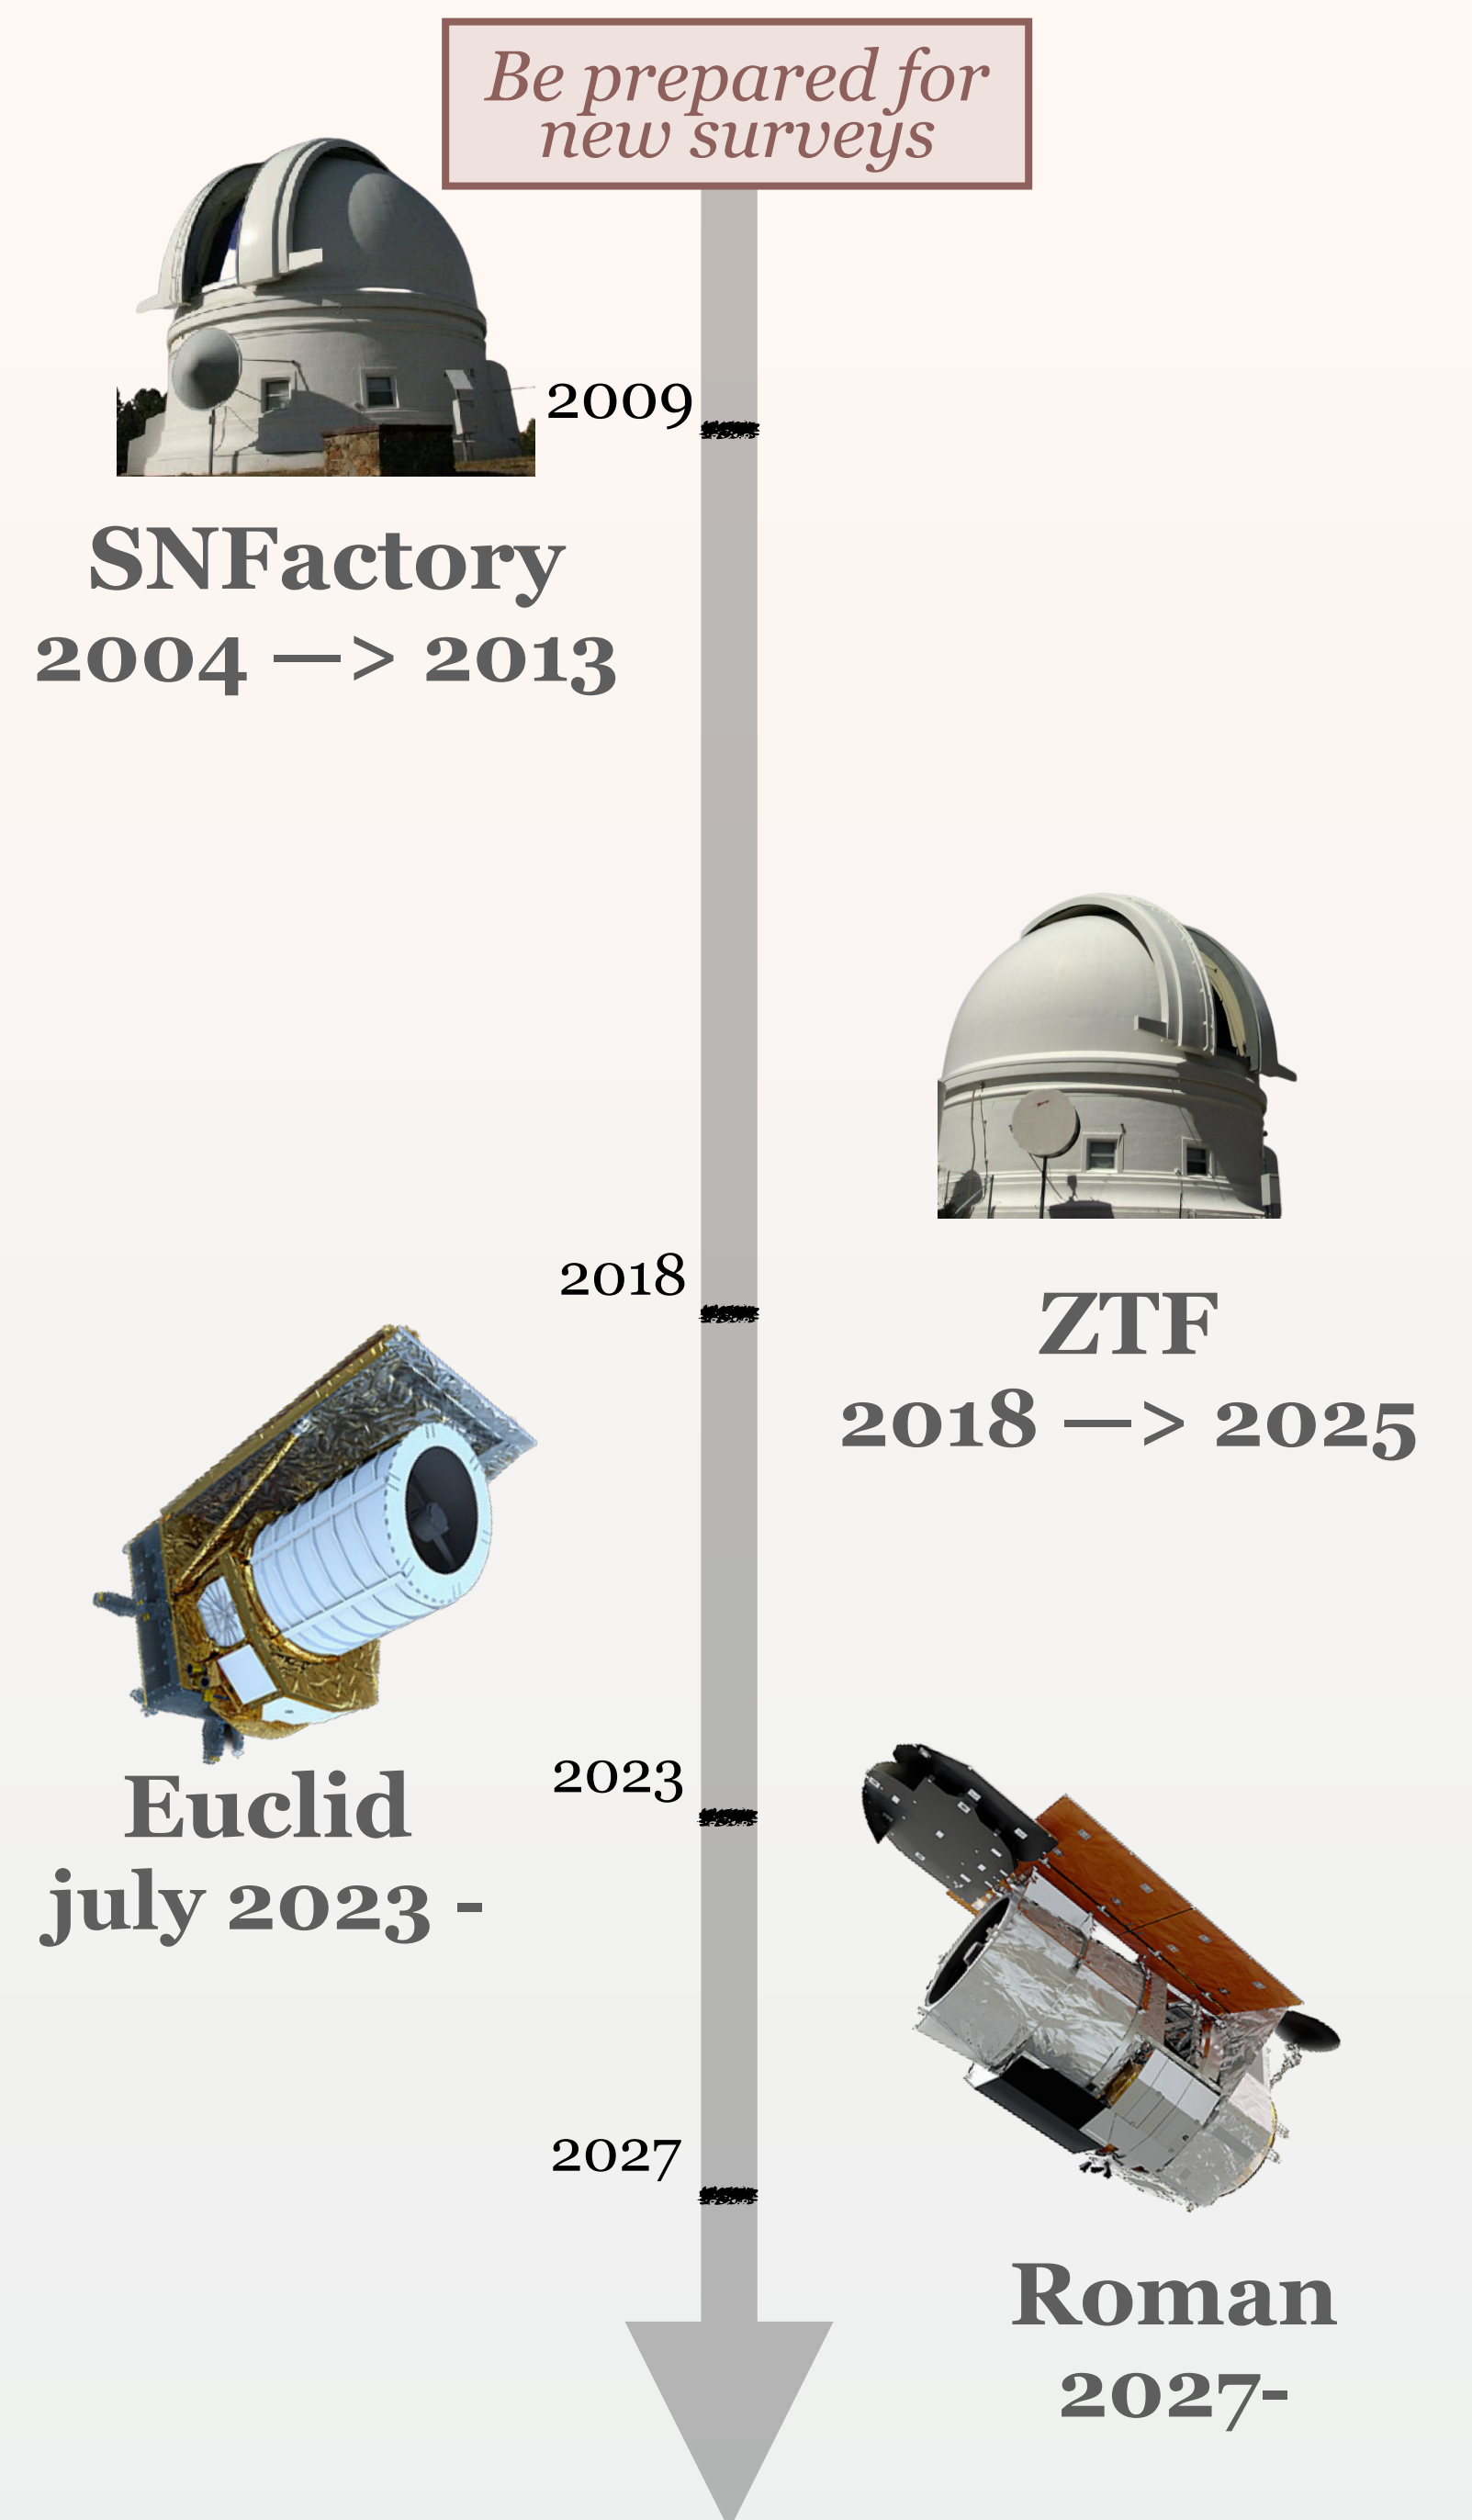 Be prepared for
new surveys
2009
SNFactory
2004 —> 2013
2018
ZTF
2018 —> 2025
2023
Euclid
july 2023 -
2027
Roman
2027-